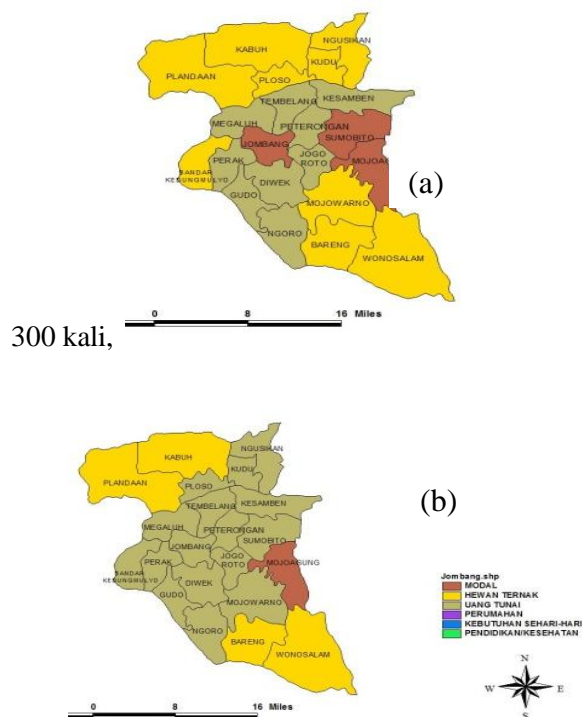 NGUSIKAN
KABUH
KUDU
PLANDAAN
PLOSO
TEMBELANG
KESAMBEN
MEGALUH
PETERONGAN
SUMOBITO
JOMBANG
MOJOAG
PERAK
JOGO
ROTO
BANDAR
KEDUNGMULYO
DIWEK
(a)
GUDO
MOJOWARNO
NGORO
BARENG
WONOSALAM
300 kali,
0 8 16 Miles
NGUSIKAN
KABUH
KUDU
PLANDAAN
PLOSO
TEMBELANG
KESAMBEN
(b)
MEGALUH
PETERONGAN
SUMOBITO
JOMBANG
MOJOAGUNG
PERAK
JOGO
ROTO
BANDAR
KEDUNGMULYO
DIWEK
GUDO
MOJOWARNO
NGORO
BARENG
WONOSALAM
Jombang.shp
MODAL
HEWAN TERNAK
UANG TUNAI
PERUMAHAN
KEBUTUHAN SEHARI-HARI
PENDIDIKAN/KESEHATAN
N
W E
S
0 8 16 Miles